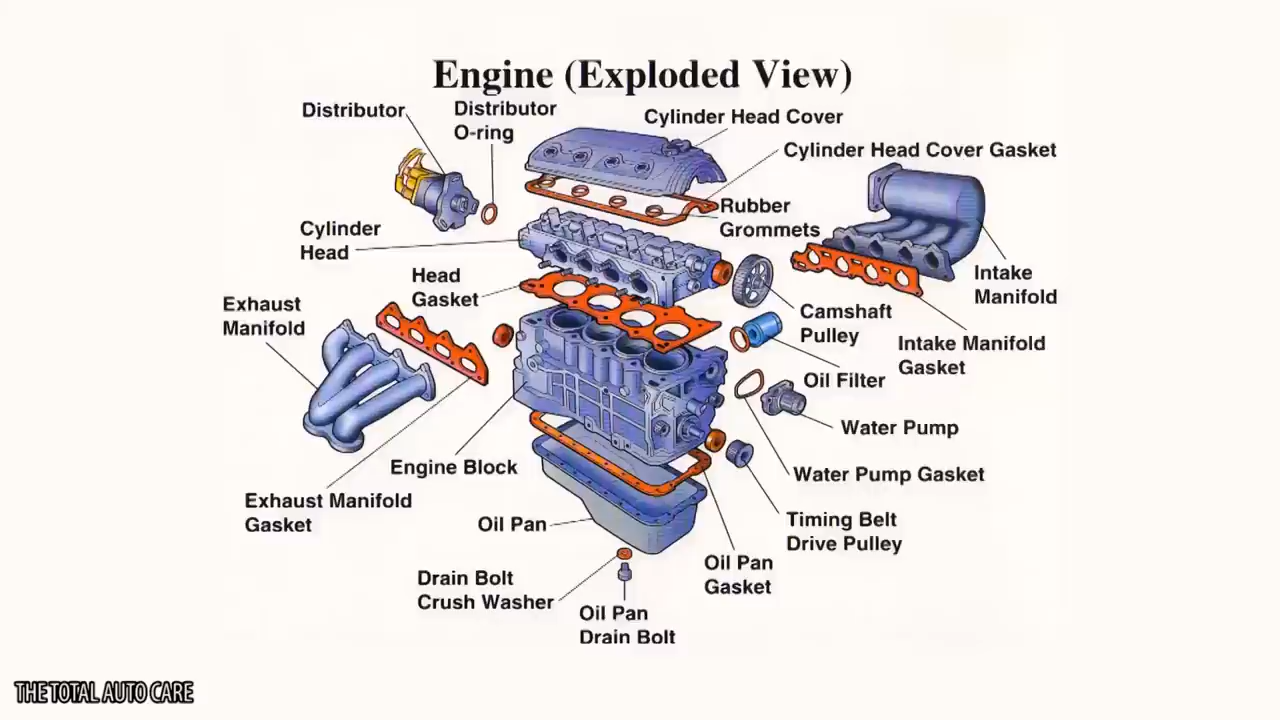 Engine (Exploded View)
Distributor
Distributor
O-ring
Cylinder Head Cover
Cylinder Head Cover Gasket
Rubber
Grommets
Cylinder
Head
Head
Gasket
Intake
Manifold
Exhaust
Manifold
Camshaft
Pulley
Intake Manifold
Gasket
Oil Filter
Water Pump
Engine Block
Water Pump Gasket
Exhaust Manifold
Gasket
Oil Pan
Timing Belt
Drive Pulley
Oil Pan
Gasket
Drain Bolt
Crush Washer
Oil Pan
Drain Bolt
THE TOTAL AUTO CARE